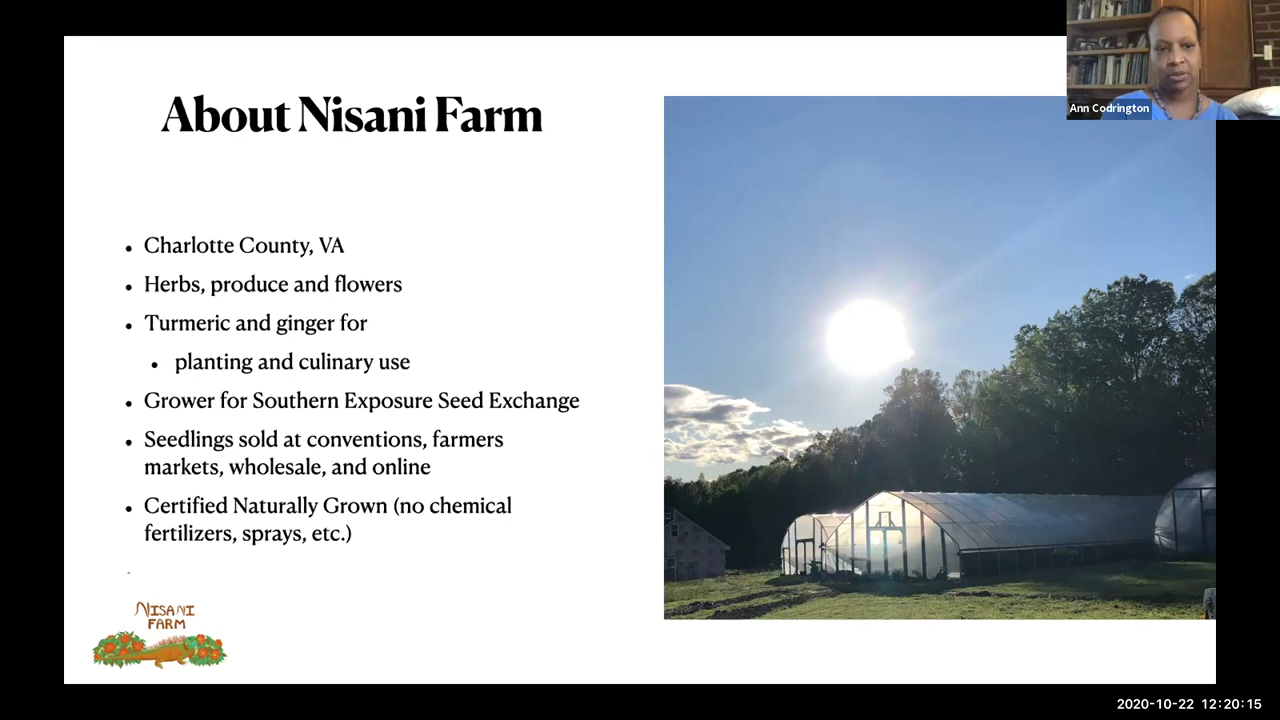 About Nisani Farm
Ann Codrington
• Charlotte County, VA
• Herbs, produce and flowers
• Turmeric and ginger for
• planting and culinary use
• Grower for Southern Exposure Seed Exchange
• Seedlings sold at conventions, farmers
markets, wholesale, and online
• Certified Naturally Grown (no chemical
fertilizers, sprays, etc.)
NISANI
FARM
2020-10-22 12:20:15